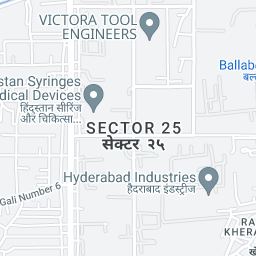 VICTORA TOOL
ENGINEERS
Ballab
बल्
stan Syringes
dical Devices
हिंदुस्तान सीरिंज
और चिकित्सा...
SECTOR 25
सेक्टर २५
Hyderabad Industries
हैदराबाद इंडस्ट्रीज
Gali Number 6
RA
KHERA